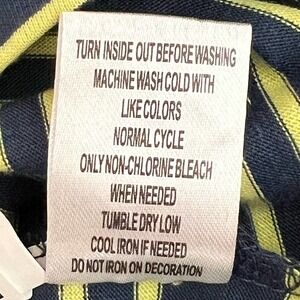 TURN INSIDE OUT BEFORE WASHING
MACHINE WASH COLD WITH
LIKE COLORS
NORMAL CYCLE
ONLY NON-CHLORINE BLEACH
WHEN NEEDED
TUMBLE DRY LOW
COOL IRON IF NEEDED
DO NOT IRON ON DECORATION